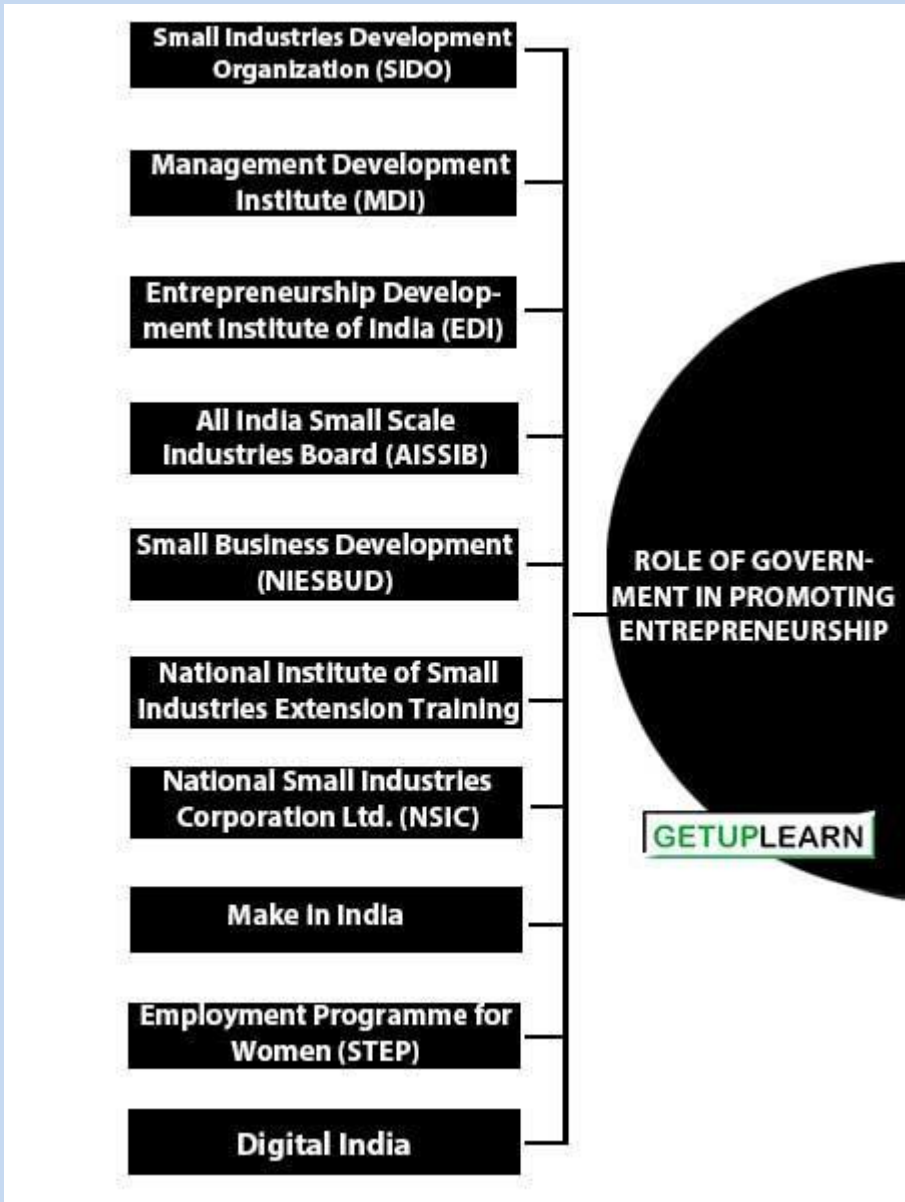 Small Industries Development
Organization (SIDO)
Management Development
Institute (MDI)
Entrepreneurship Develop-
ment Institute of India (EDI)
All India Small Scale
Industries Board (AISSIB)
Small Business Development
(NIESBUD)
National Institute of Small
Industries Extension Training
National Small Industries
Corporation Ltd. (NSIC)
Make in India
Employment Programme for
Women (STEP)
Digital India
ROLE OF GOVERN-
MENT IN PROMOTING
ENTREPRENEURSHIP
GETUPLEARN